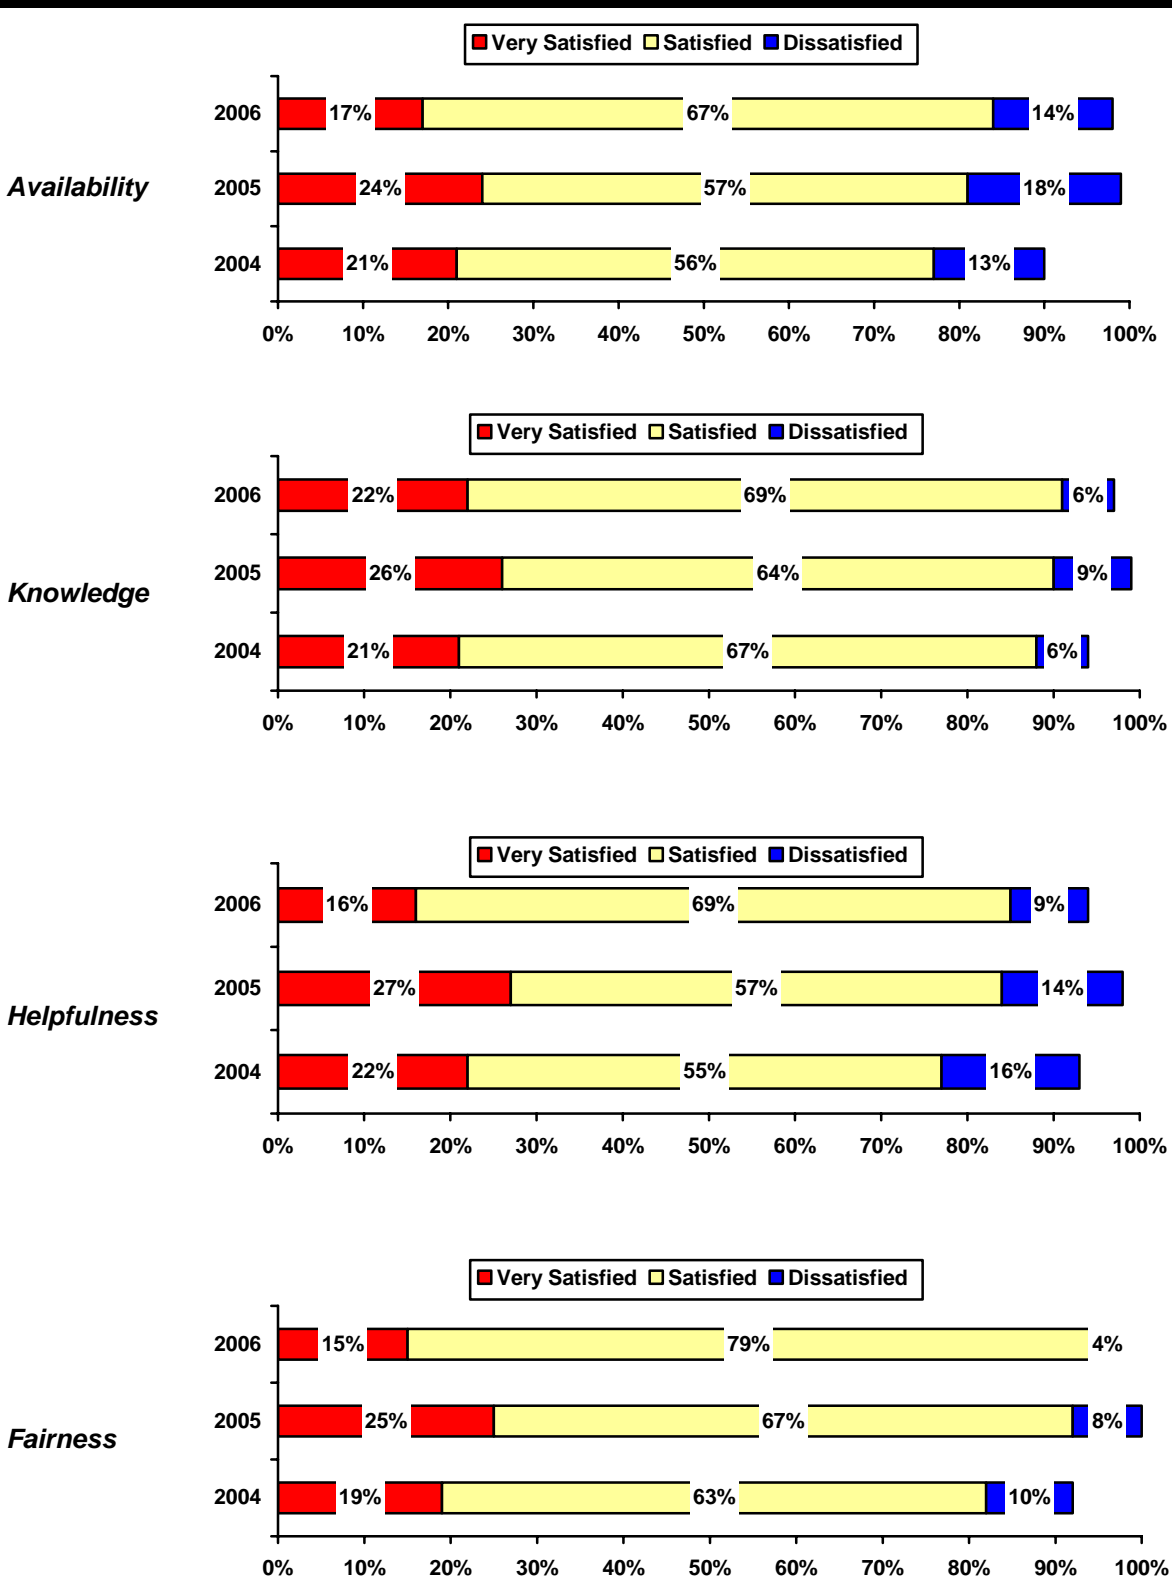 Very Satisfied Satisfied Dissatisfied
2006 17% 67% 14%
Availability 2005 24% 57% 18%
2004 21% 56% 13%
0% 10% 20% 30% 40% 50% 60% 70% 80% 90% 100%
Very Satisfied Satisfied Dissatisfied
2006 22% 69% 6%
Knowledge 2005 26% 64% 9%
2004 21% 67% 6%
0% 10% 20% 30% 40% 50% 60% 70% 80% 90% 100%
Very Satisfied Satisfied Dissatisfied
2006 16% 69% 9%
Helpfulness 2005 27% 57% 14%
2004 22% 55% 16%
0% 10% 20% 30% 40% 50% 60% 70% 80% 90% 100%
Very Satisfied Satisfied Dissatisfied
2006 15% 79% 4%
Fairness 2005 25% 67% 8%
2004 19% 63% 10%
0% 10% 20% 30% 40% 50% 60% 70% 80% 90% 100%